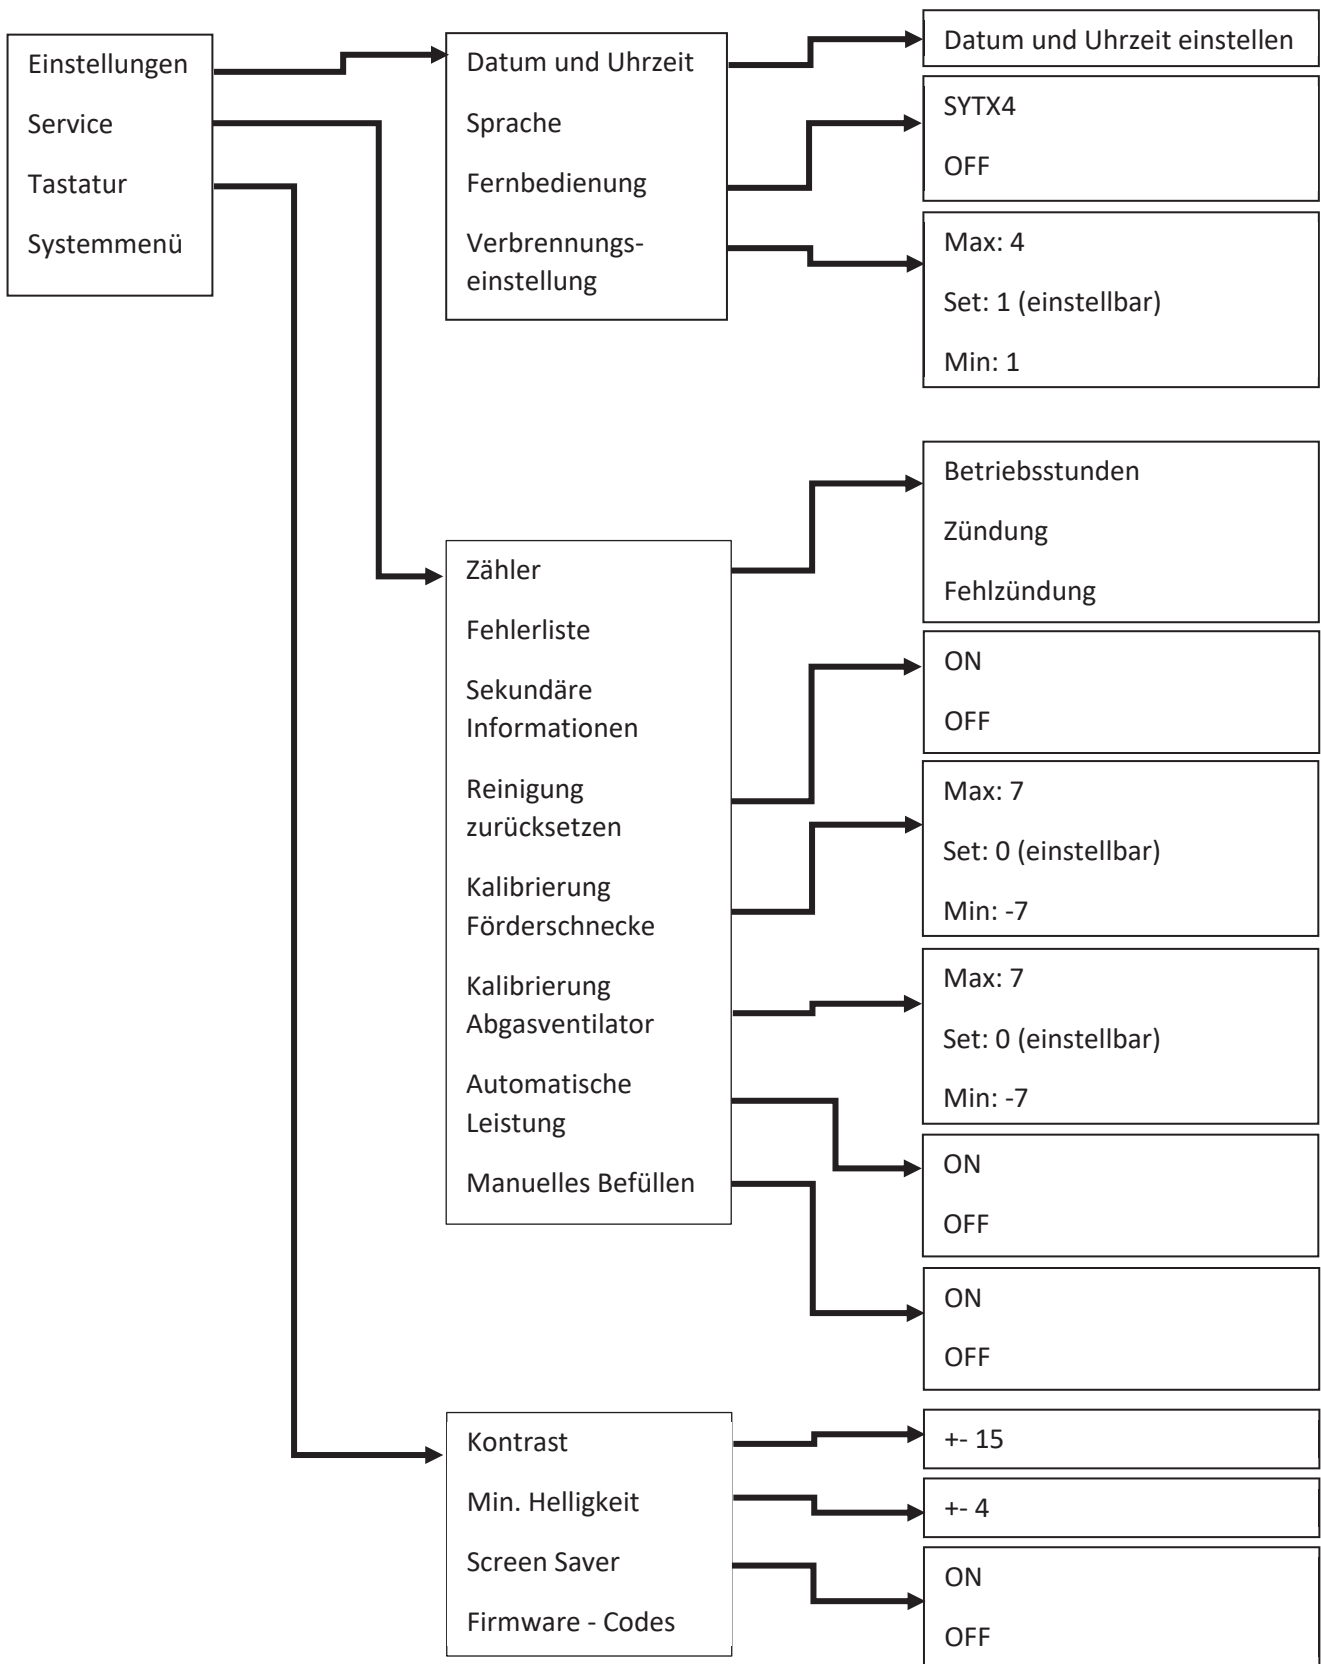 Einstellungen
Service
Tastatur
Systemmenü
Datum und Uhrzeit
Sprache
Fernbedienung
Verbrennungs-
einstellung
Datum und Uhrzeit einstellen
SYTX4
OFF
Max: 4
Set: 1 (einstellbar)
Min: 1
Zähler
Fehlerliste
Sekundäre
Informationen
Reinigung
zurücksetzen
Kalibrierung
Förderschnecke
Kalibrierung
Abgasventilator
Automatische
Leistung
Manuelles Befüllen
Betriebsstunden
Zündung
Fehlzündung
ON
OFF
Max: 7
Set: 0 (einstellbar)
Min: -7
Max: 7
Set: 0 (einstellbar)
Min: -7
ON
OFF
ON
OFF
Kontrast
Min. Helligkeit
Screen Saver
Firmware - Codes
+- 15
+- 4
ON
OFF